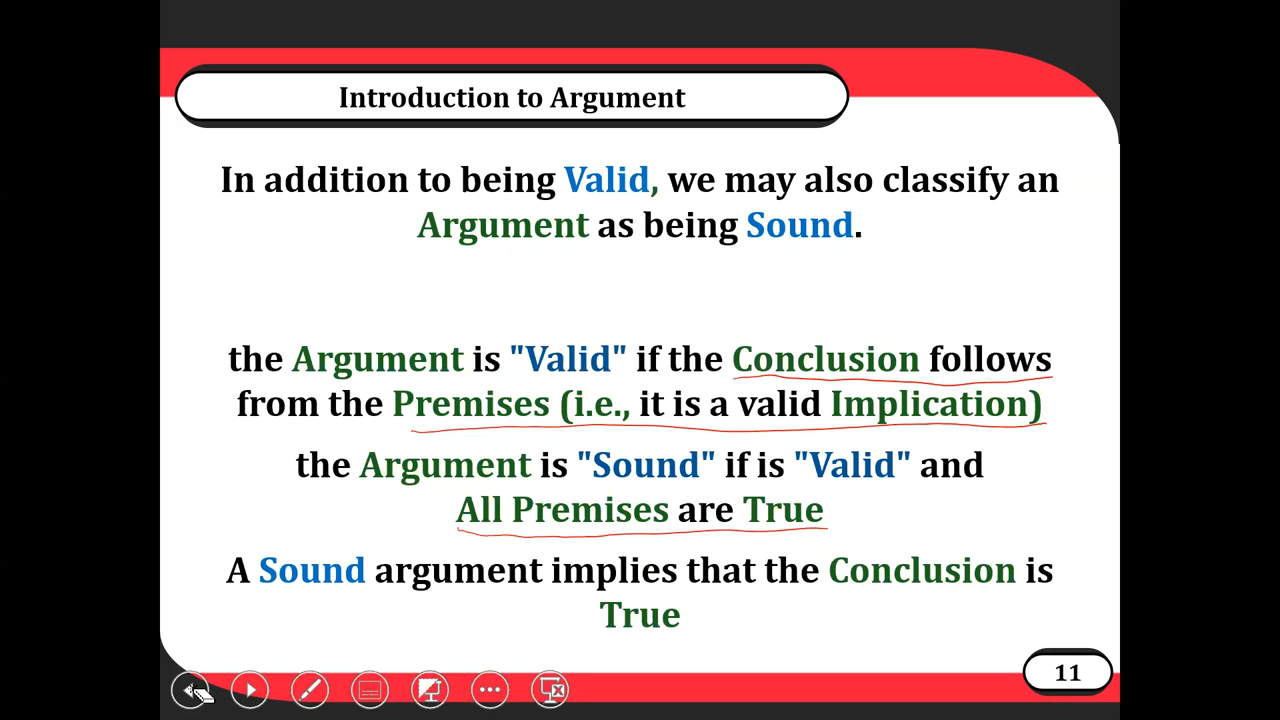 Introduction to Argument
In addition to being Valid, we may also classify an
Argument as being Sound.
the Argument is "Valid" if the Conclusion follows
from the Premises (i.e., it is a valid Implication)
the Argument is "Sound" if is "Valid" and
All Premises are True
A Sound argument implies that the Conclusion is
True
11